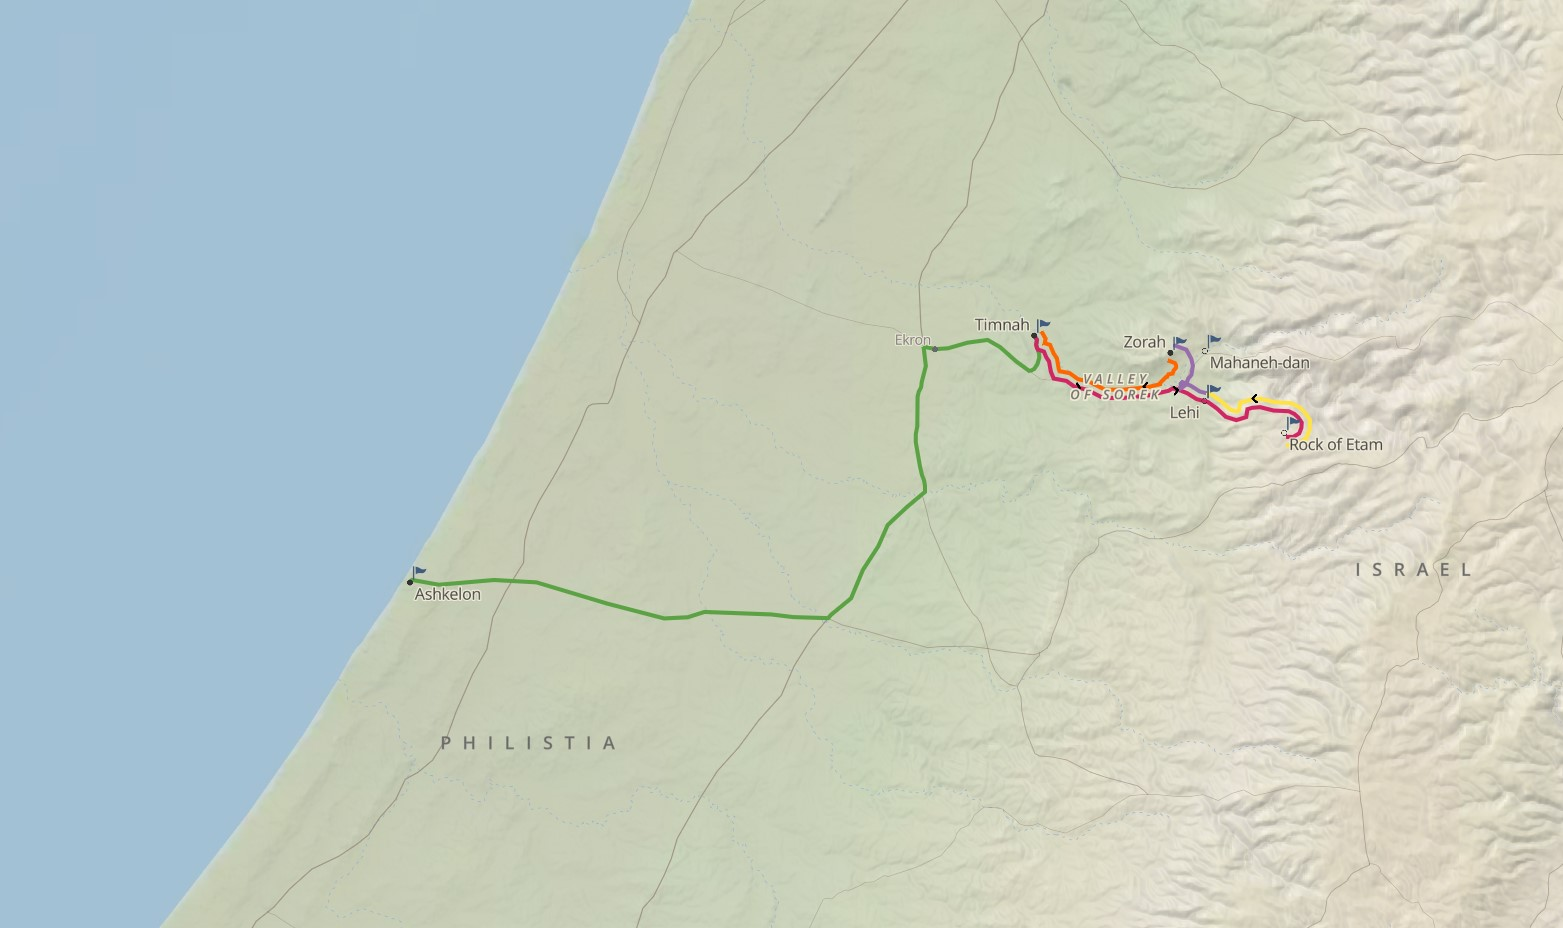 Timnah
Ekron
Zorah
Mahaneh-dan
VALLEY
OF SOREK
Lehi
Rock of Etam
ISRAEL
Ashkelon
PHILISTIA